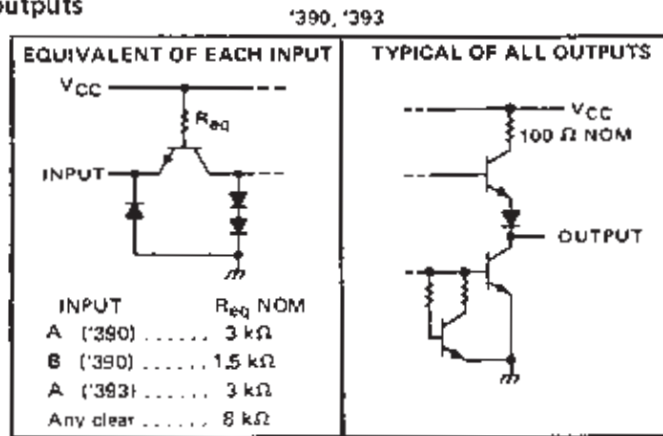 outputs
'390, '393
EQUIVALENT OF EACH INPUT
VCC
Req
INPUT
INPUT Req NOM
A ('390) ...... 3 kΩ
B ('390) ...... 1.5 kΩ
A ('393) ...... 3 kΩ
Any clear ...... 8 kΩ
TYPICAL OF ALL OUTPUTS
VCC
100 Ω NOM
OUTPUT